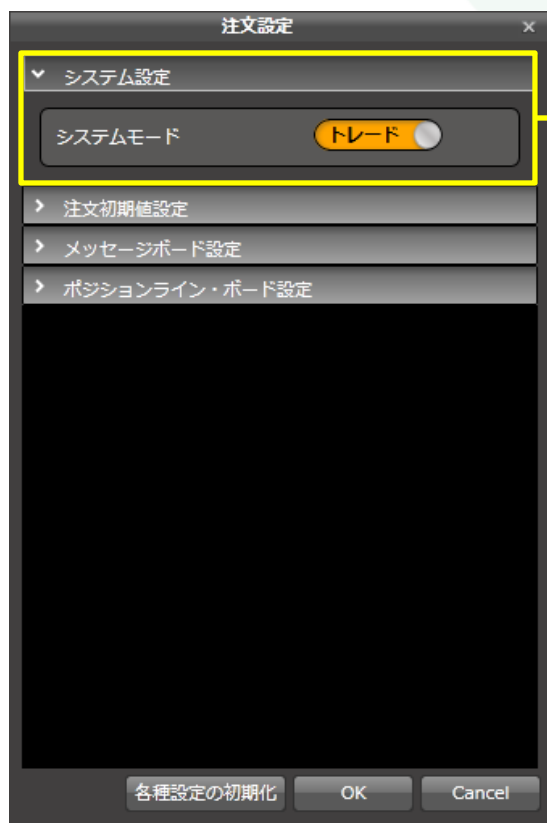 注文設定
システム設定
システムモード トレード
注文初期値設定
メッセージボード設定
ポジションライン・ボード設定
各種設定の初期化 OK Cancel